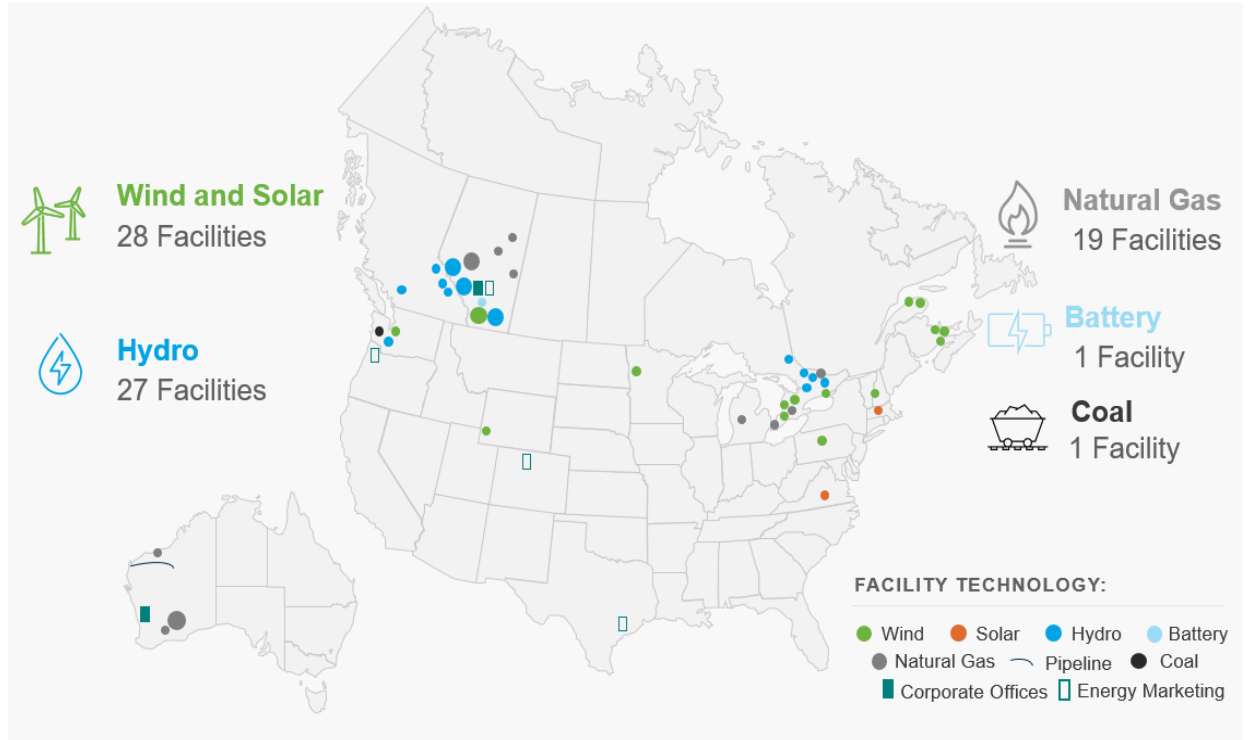 Wind and Solar
28 Facilities
Hydro
27 Facilities
Natural Gas
19 Facilities
Battery
1 Facility
Coal
1 Facility
FACILITY TECHNOLOGY:
Wind Solar Hydro Battery
Natural Gas Pipeline Coal
Corporate Offices Energy Marketing